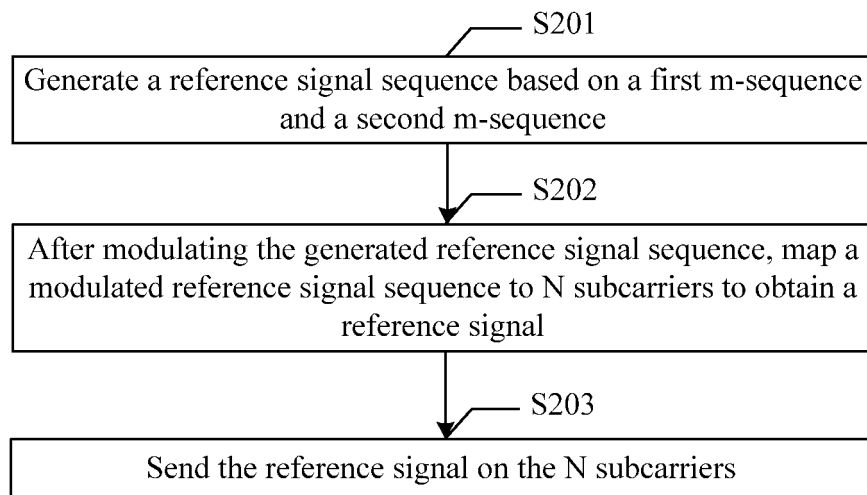 S201
Generate a reference signal sequence based on a first m-sequence
and a second m-sequence
S202
After modulating the generated reference signal sequence, map a
modulated reference signal sequence to N subcarriers to obtain a
reference signal
S203
Send the reference signal on the N subcarriers